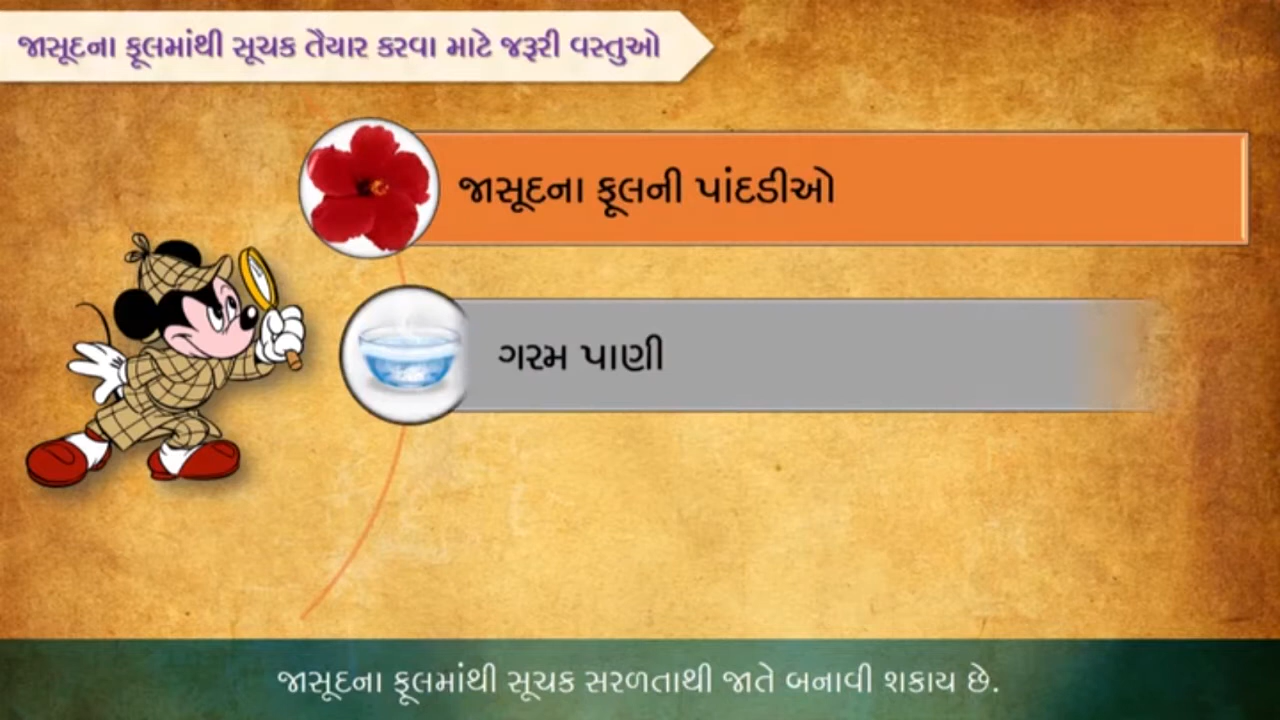 જાસૂદના ફૂલમાંથી સૂચક તૈયાર કરવા માટે જરૂરી વસ્તુઓ
જાસૂદના ફૂલની પાંદડીઓ
ગરમ પાણી
જાસૂદના ફૂલમાંથી સૂચક સરળતાથી જાતે બનાવી શકાય છે.